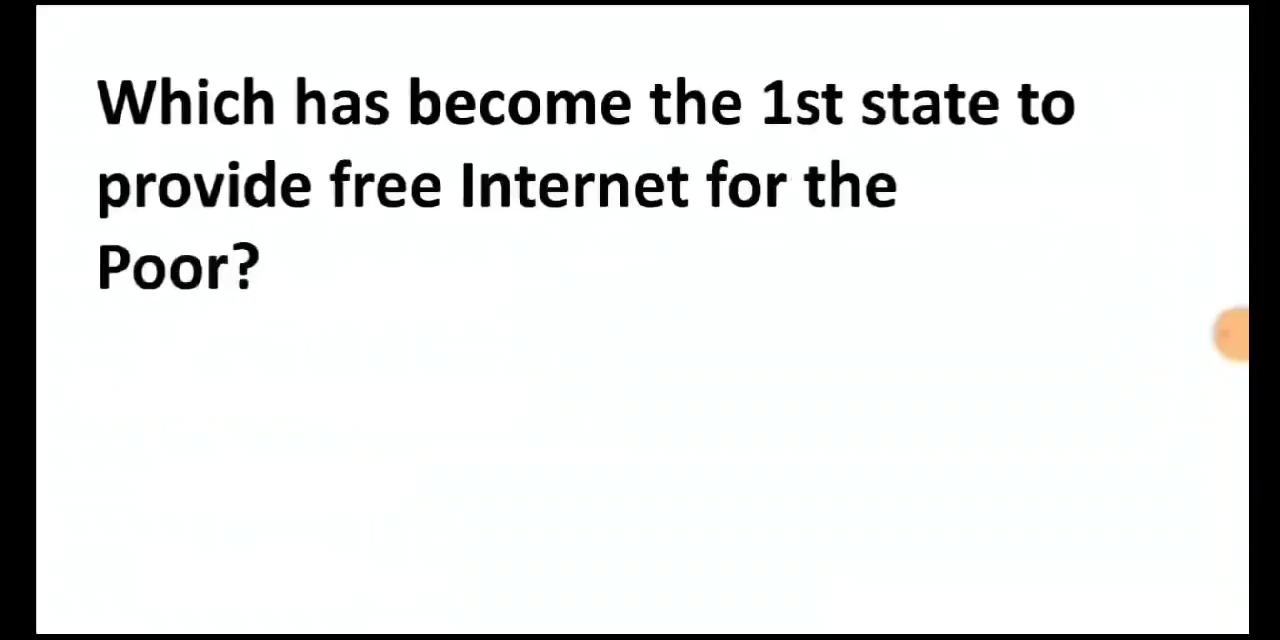 Which has become the 1st state to
provide free Internet for the
Poor?